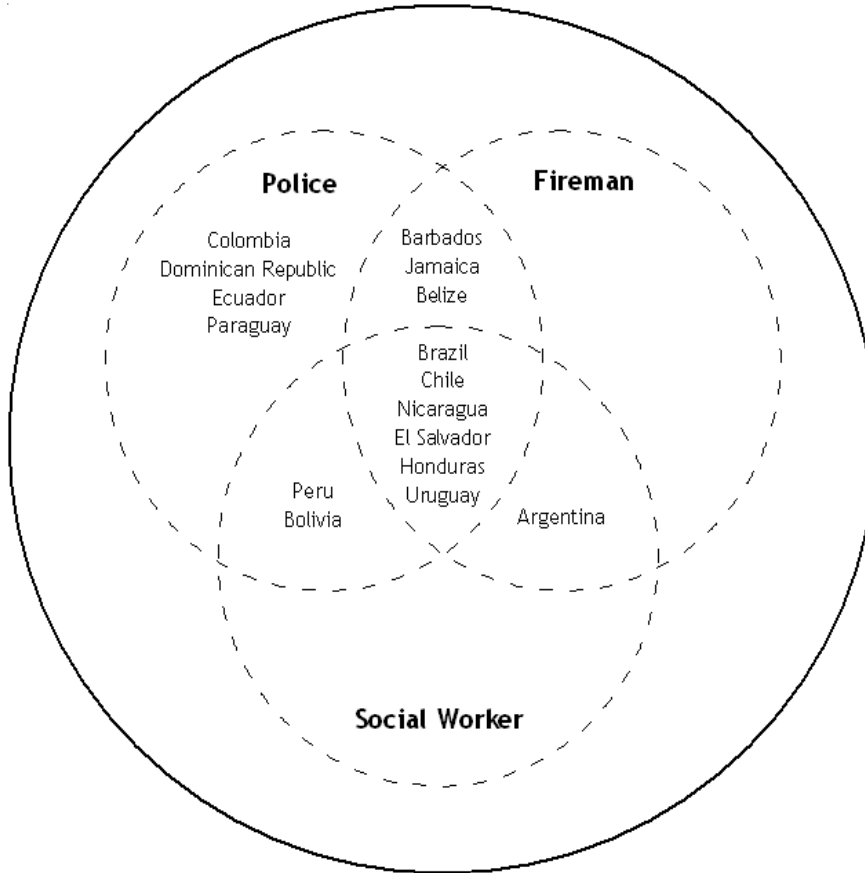 Police
Fireman
Colombia
Dominican Republic
Ecuador
Paraguay
Barbados
Jamaica
Belize
Brazil
Chile
Nicaragua
El Salvador
Honduras
Uruguay
Peru
Bolivia
Argentina
Social Worker